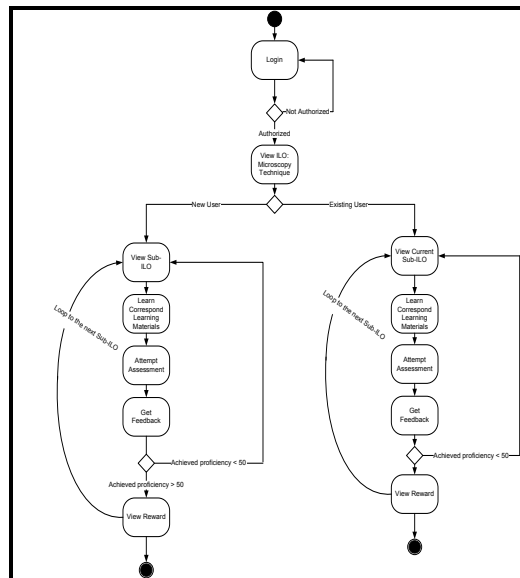 Login
Not Authorized
Authorized
View ILO:
Microscopy
Technique
New User
Existing User
View Sub-
ILO
Learn
Correspond
Learning
Materials
Attempt
Assessment
Get
Feedback
Loop to the next Sub-ILO
Achieved proficiency < 50
Achieved proficiency > 50
View Reward
View Current
Sub-ILO
Learn
Correspond
Learning
Materials
Attempt
Assessment
Get
Feedback
Loop to the next Sub-ILO
Achieved proficiency < 50
View Reward